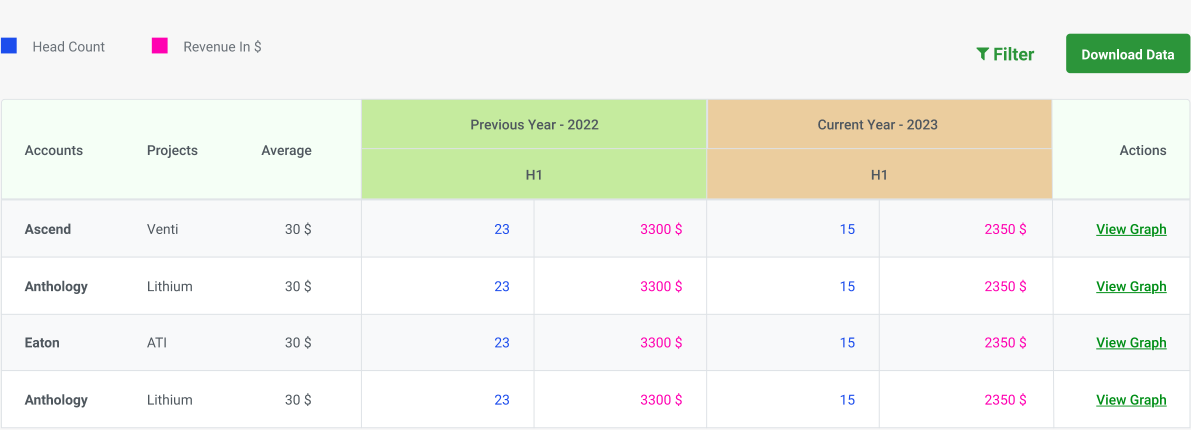 Head Count Revenue In $
Filter Download Data
Previous Year - 2022 Current Year - 2023
Accounts Projects Average Actions
H1 H1
Ascend Venti 30 $ 23 3300 $ 15 2350 $ View Graph
Anthology Lithium 30 $ 23 3300 $ 15 2350 $ View Graph
Eaton ATI 30 $ 23 3300 $ 15 2350 $ View Graph
Anthology Lithium 30 $ 23 3300 $ 15 2350 $ View Graph